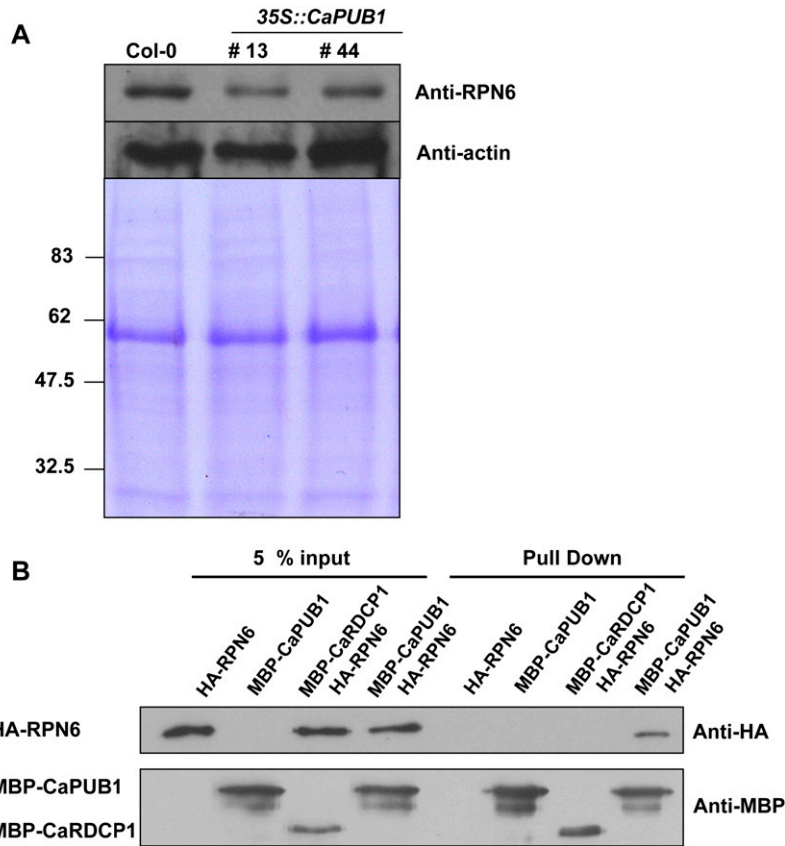 A
35S::CaPUB1
Col-0 # 13 # 44
Anti-RPN6
Anti-actin
83
62
47.5
32.5
B
5 % input Pull Down
HA-RPN6
MBP-CaPUB1
MBP-CaRDCP1
HA-RPN6
MBP-CaPUB1
HA-RPN6
HA-RPN6
MBP-CaPUB1
MBP-CaRDCP1
HA-RPN6
MBP-CaPUB1
HA-RPN6
HA-RPN6 Anti-HA
MBP-CaPUB1
Anti-MBP
MBP-CaRDCP1